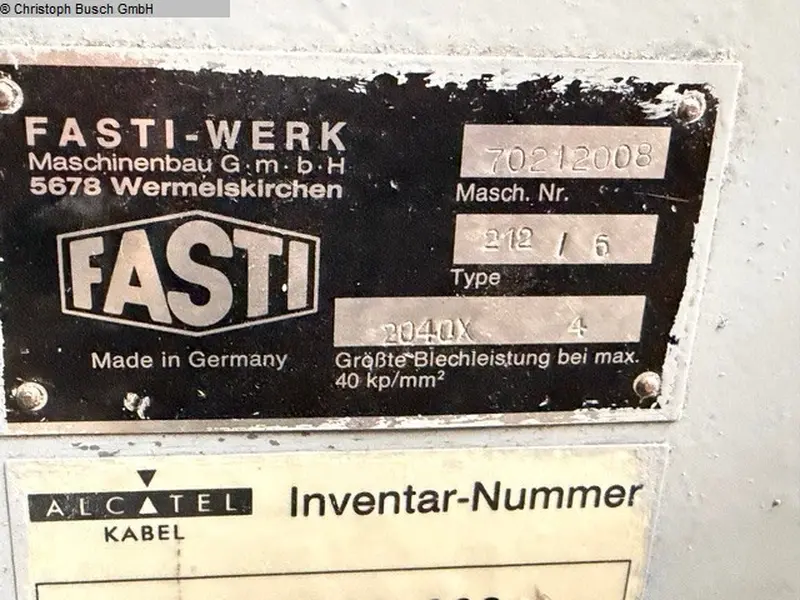 © Christoph Busch GmbH
FASTI-WERK
Maschinenbau G·m·b·H
5678 Wermelskirchen
FASTI
Made in Germany
70212008
Masch. Nr.
212 / 6
Type
2040X 4
Größte Blechleistung bei max.
40 kp/mm²
ALCATEL
KABEL
Inventar-Nummer